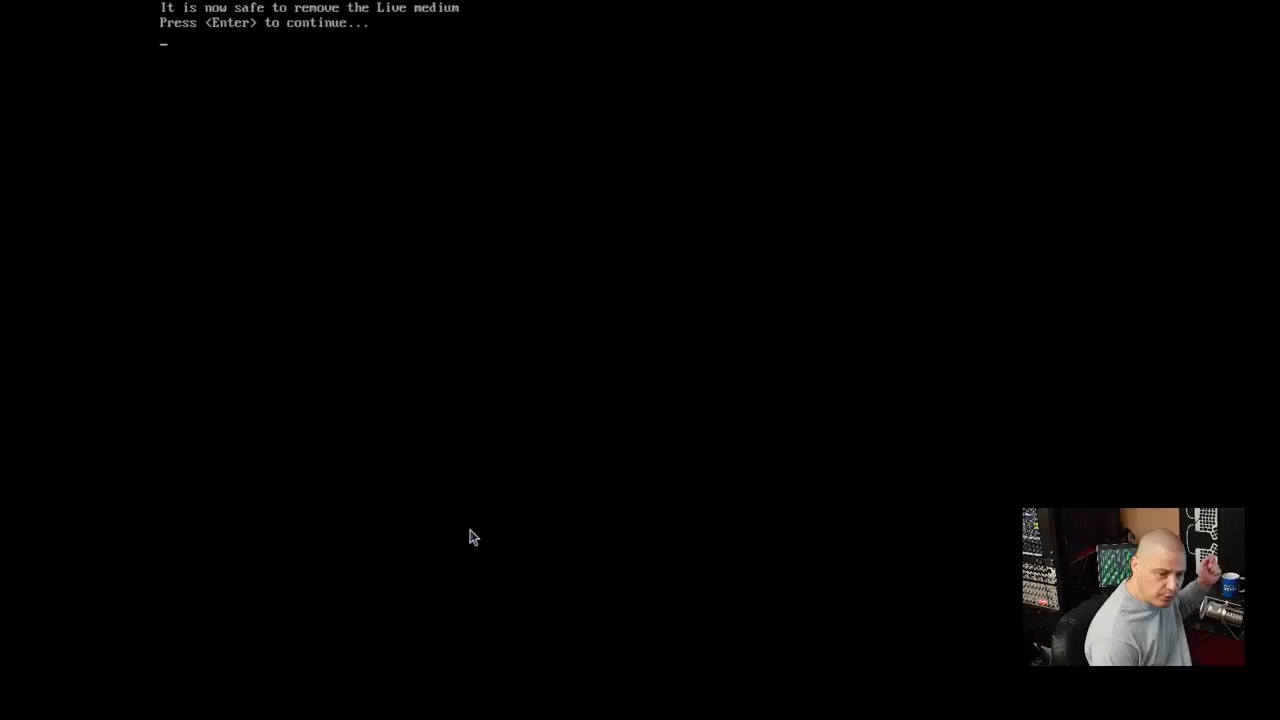 It is now safe to remove the Live medium
Press <Enter> to continue...